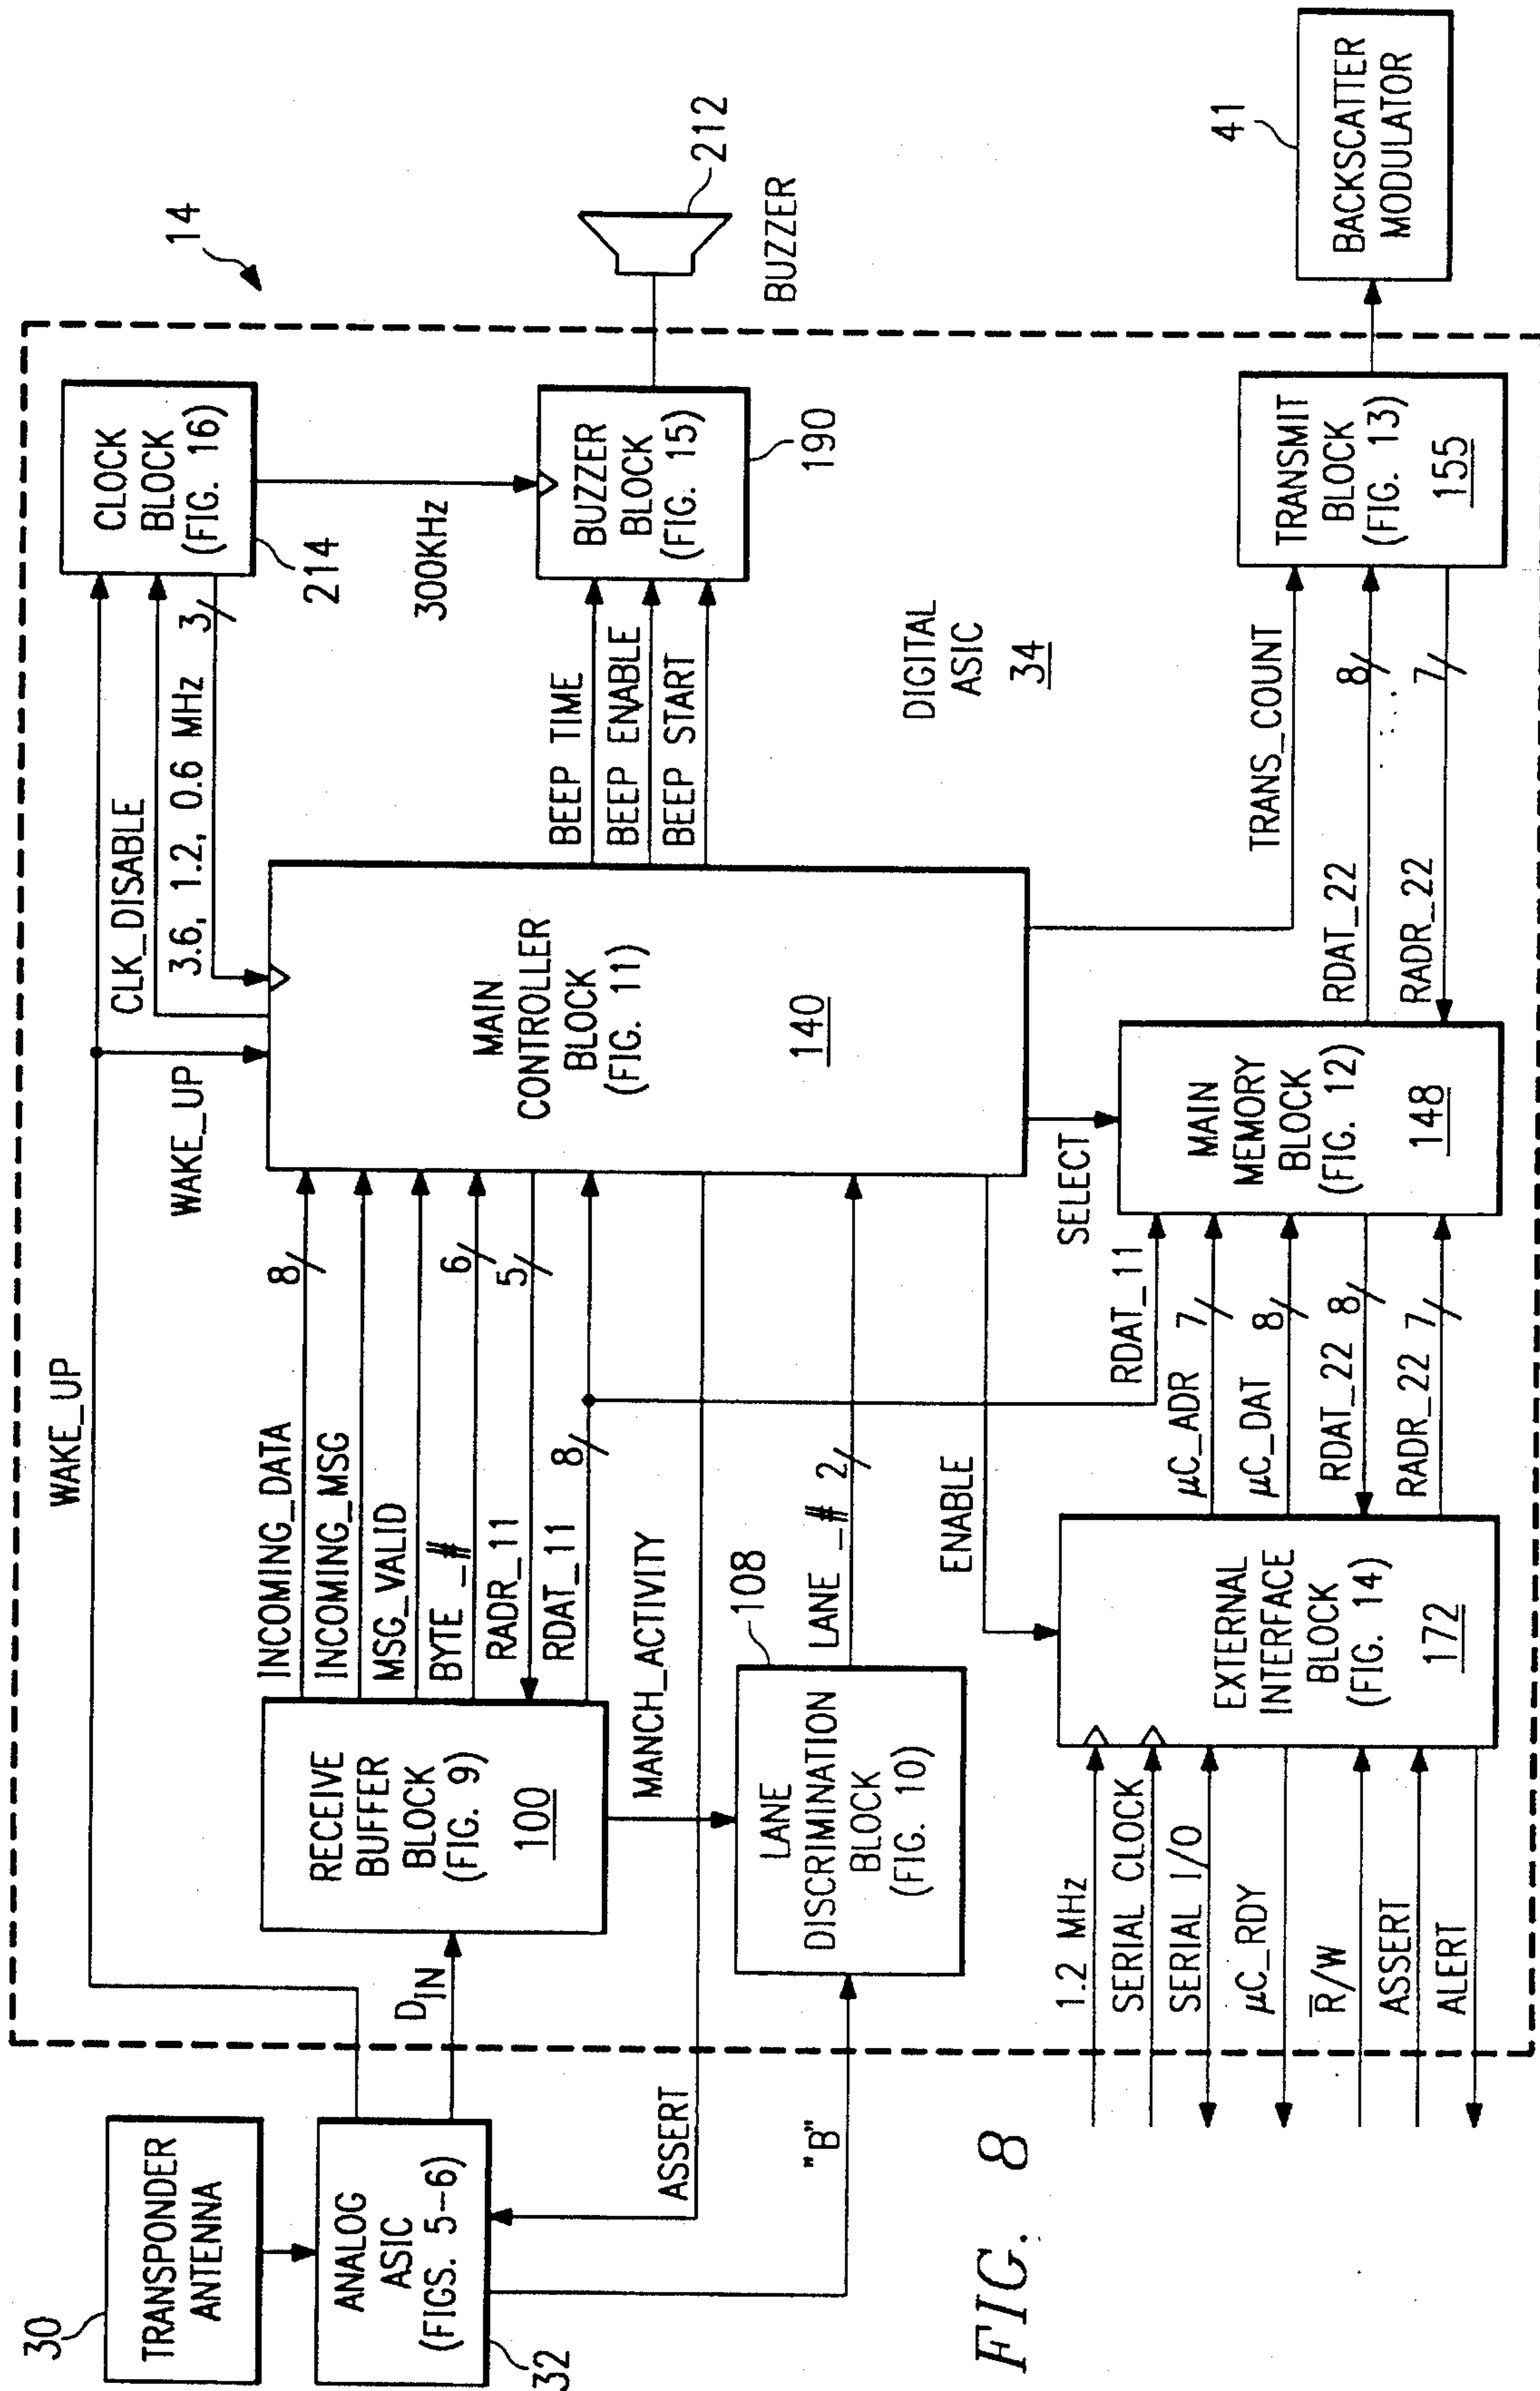 14
30
TRANSPONDER
ANTENNA
32
ANALOG
ASIC
(FIGS. 5-6)
WAKE_UP
WAKE_UP
CLK_DISABLE
3.6, 1.2, 0.6 MHz 3
CLOCK
BLOCK
(FIG. 16)
214
300KHz
D_IN
RECEIVE
BUFFER
BLOCK
(FIG. 9)
100
INCOMING_DATA
8
INCOMING_MSG
MSG_VALID
BYTE_#
6
RADR_11
5
RDAT_11
8
MAIN
CONTROLLER
BLOCK
(FIG. 11)
140
BEEP TIME
BEEP ENABLE
BEEP START
BUZZER
BLOCK
(FIG. 15)
190
212
BUZZER
ASSERT
"B"
MANCH_ACTIVITY
108
LANE
DISCRIMINATION
BLOCK
(FIG. 10)
LANE_# 2
ENABLE
SELECT
DIGITAL
ASIC
34
1.2 MHz
SERIAL CLOCK
SERIAL I/O
μC_RDY
R̅/W
ASSERT
ALERT
EXTERNAL
INTERFACE
BLOCK
(FIG. 14)
172
RDAT_11
μC_ADR 7
μC_DAT 8
RDAT_22 8
RADR_22 7
MAIN
MEMORY
BLOCK
(FIG. 12)
148
TRANS_COUNT
RDAT_22
8
RADR_22
7
TRANSMIT
BLOCK
(FIG. 13)
155
41
BACKSCATTER
MODULATOR
FIG. 8